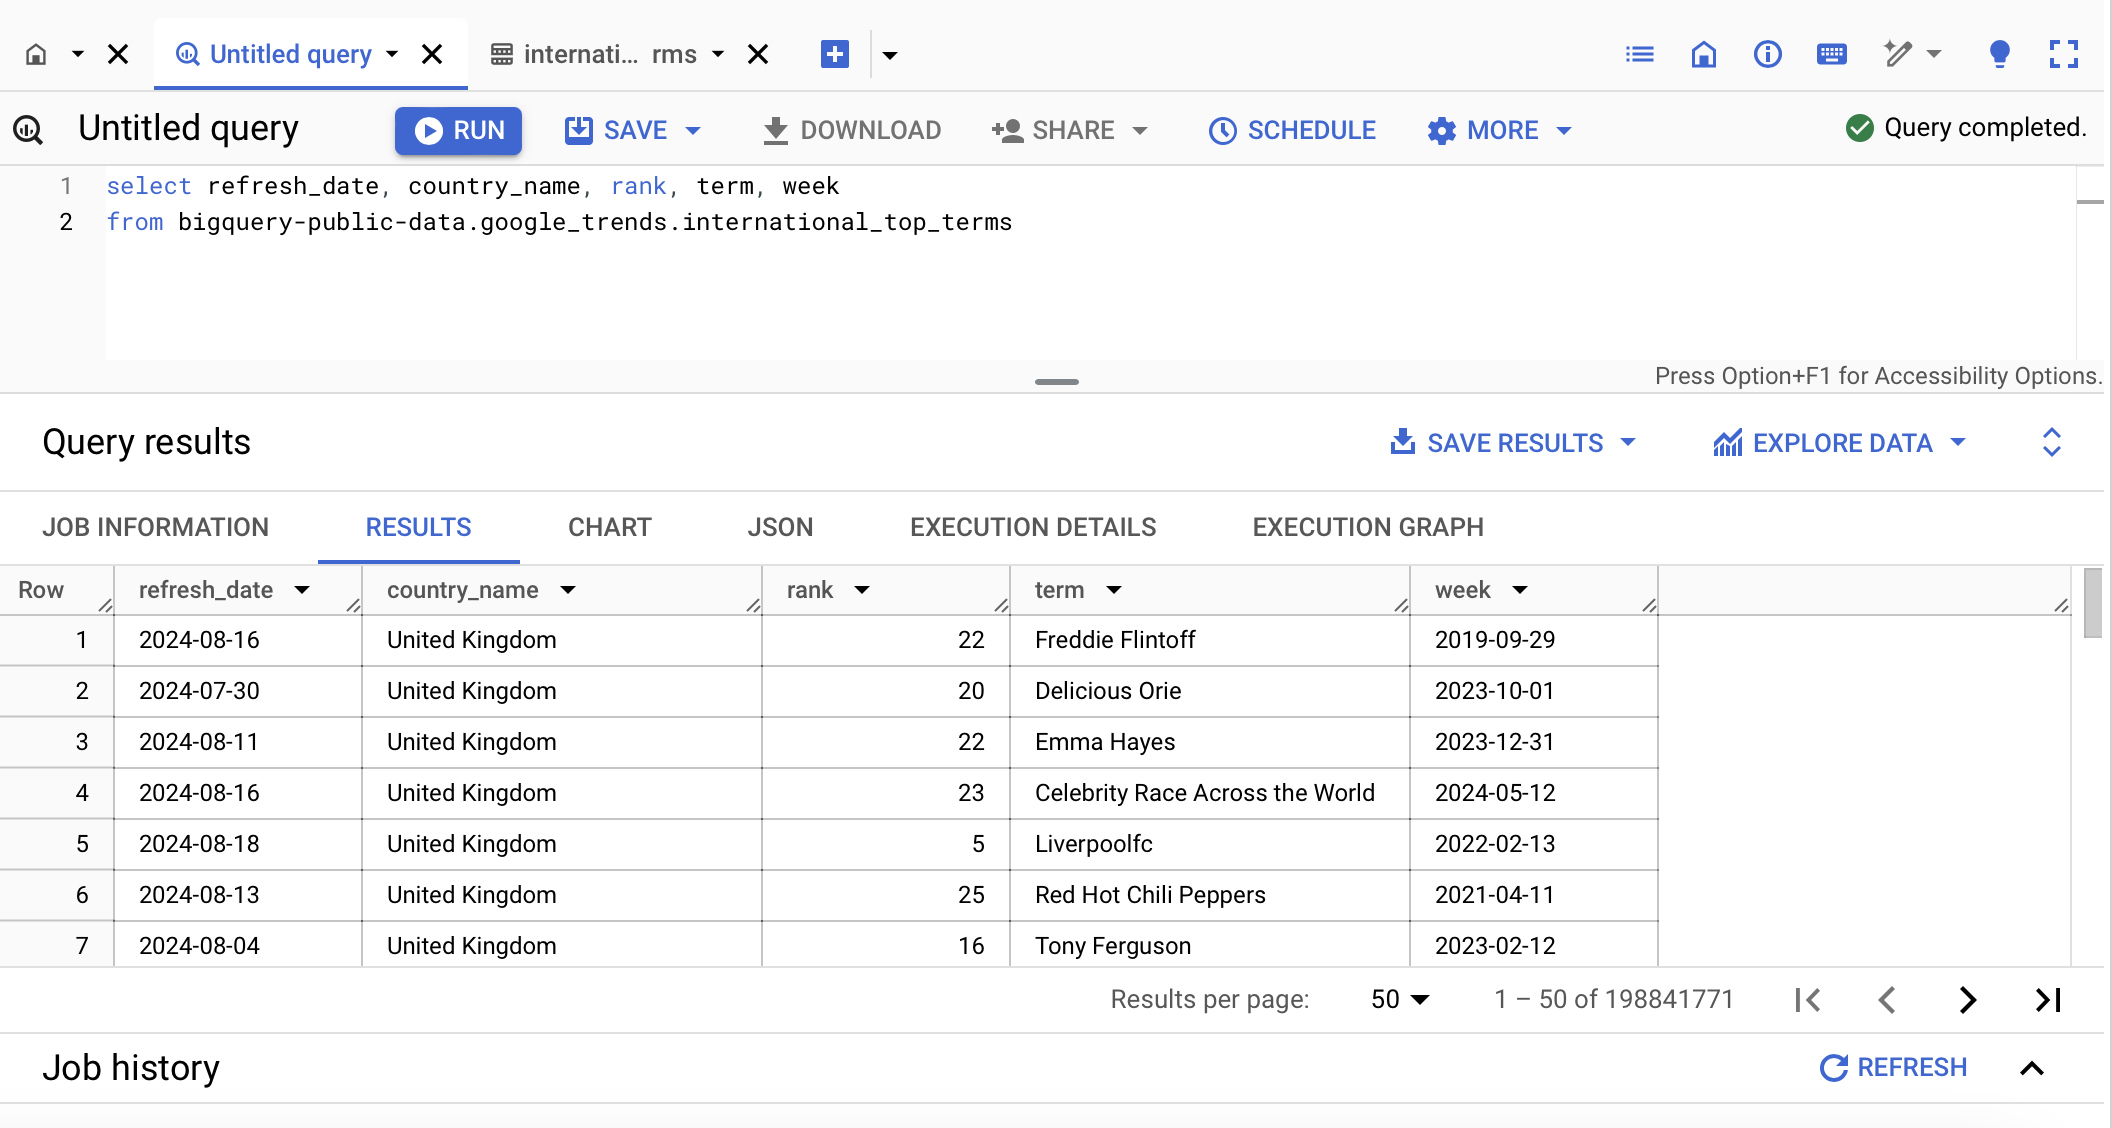 Untitled query internati... rms
Untitled query RUN SAVE DOWNLOAD SHARE SCHEDULE MORE Query completed.
1 select refresh_date, country_name, rank, term, week
2 from bigquery-public-data.google_trends.international_top_terms
Press Option+F1 for Accessibility Options.
Query results SAVE RESULTS EXPLORE DATA
JOB INFORMATION RESULTS CHART JSON EXECUTION DETAILS EXECUTION GRAPH
Row refresh_date country_name rank term week
1 2024-08-16 United Kingdom 22 Freddie Flintoff 2019-09-29
2 2024-07-30 United Kingdom 20 Delicious Orie 2023-10-01
3 2024-08-11 United Kingdom 22 Emma Hayes 2023-12-31
4 2024-08-16 United Kingdom 23 Celebrity Race Across the World 2024-05-12
5 2024-08-18 United Kingdom 5 Liverpoolfc 2022-02-13
6 2024-08-13 United Kingdom 25 Red Hot Chili Peppers 2021-04-11
7 2024-08-04 United Kingdom 16 Tony Ferguson 2023-02-12
Results per page: 50 1 – 50 of 198841771
Job history REFRESH